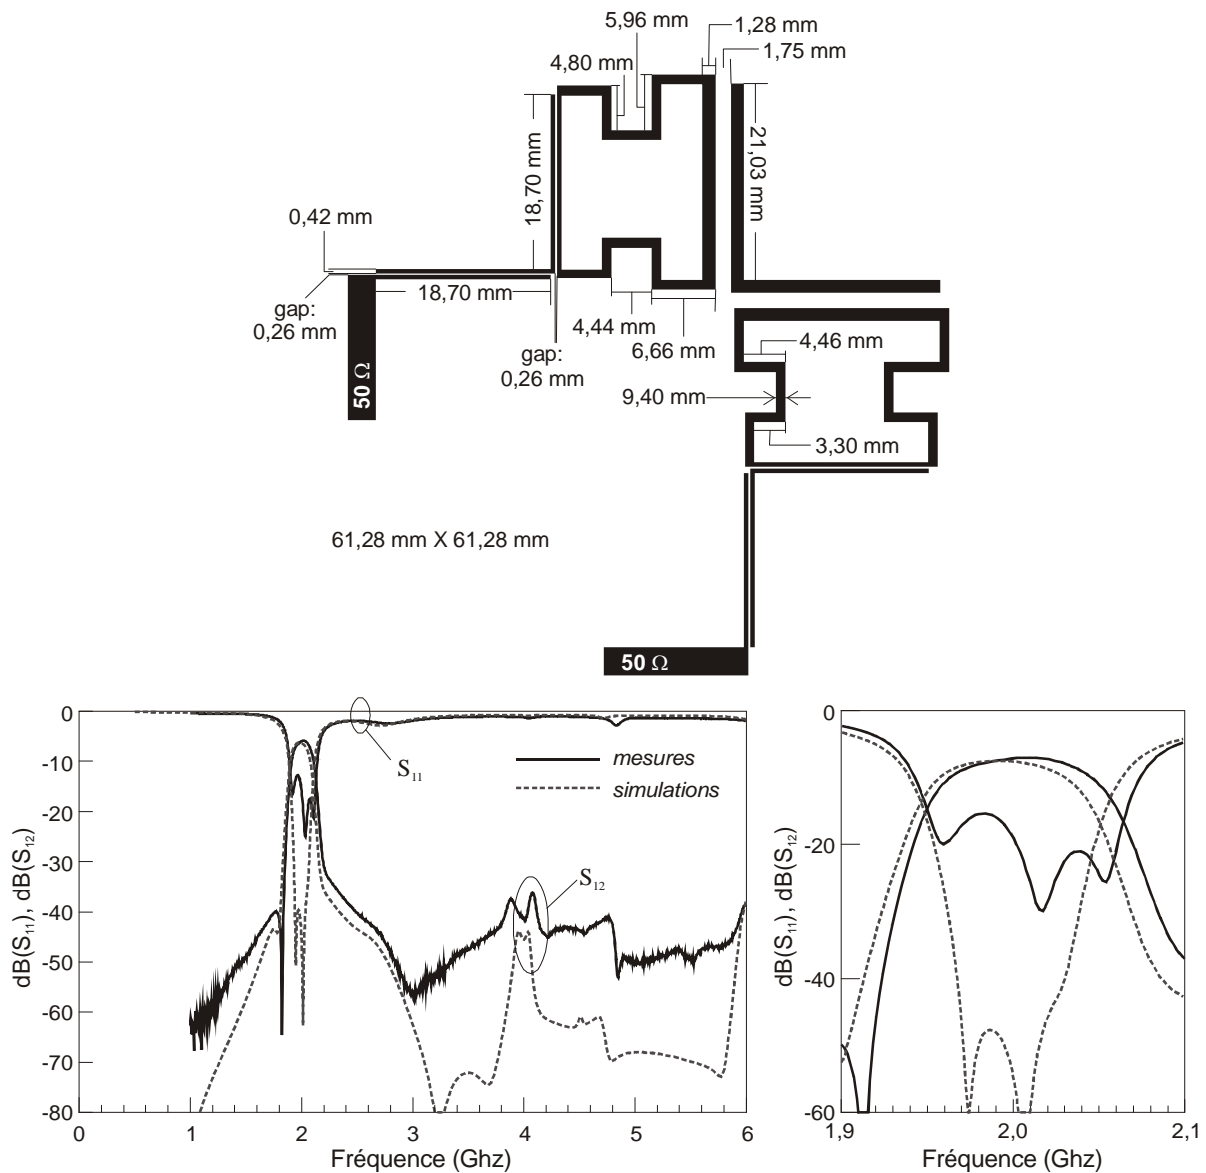 5,96 mm
1,28 mm
1,75 mm
4,80 mm
18,70 mm
21,03 mm
0,42 mm
18,70 mm
gap:
0,26 mm
4,44 mm
6,66 mm
gap:
0,26 mm
4,46 mm
50 Ω
9,40 mm
3,30 mm
61,28 mm X 61,28 mm
50 Ω
0
-10
-20
-30
-40
-50
-60
-70
-80
dB(S11), dB(S12)
S11
mesures
simulations
S12
0 1 2 3 4 5 6
Fréquence (Ghz)
0
-20
-40
-60
dB(S11), dB(S12)
1,9 2,0 2,1
Fréquence (Ghz)